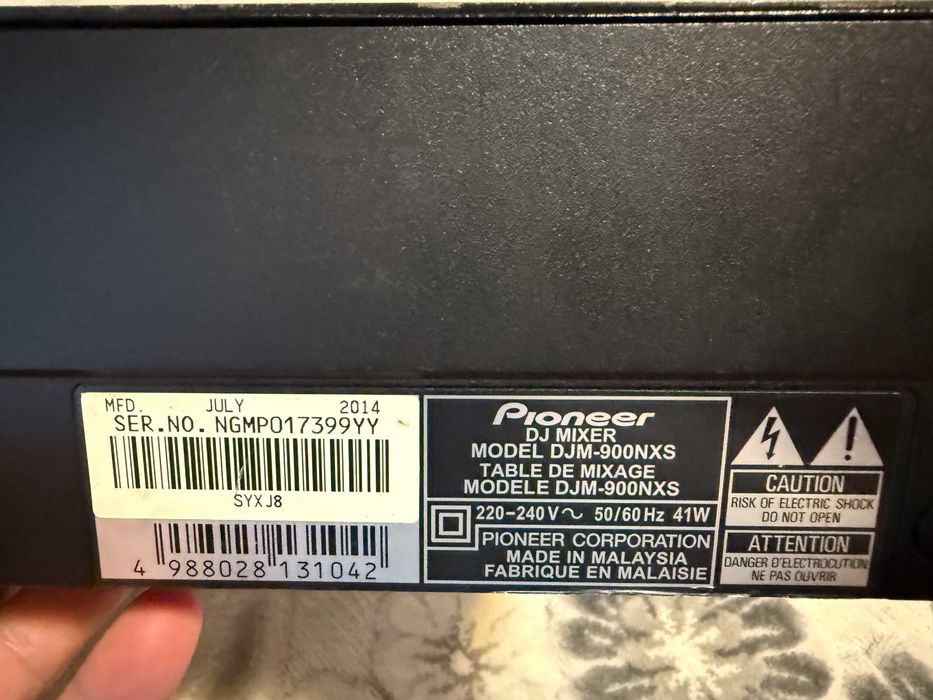 MFD. JULY 2014
SER.NO. NGMP017399YY
SYXJ8
4 988028 131042
Pioneer
DJ MIXER
MODEL DJM-900NXS
TABLE DE MIXAGE
MODELE DJM-900NXS
220-240V～ 50/60Hz 41W
PIONEER CORPORATION
MADE IN MALAYSIA
FABRIQUE EN MALAISIE
CAUTION
RISK OF ELECTRIC SHOCK
DO NOT OPEN
ATTENTION
DANGER D'ELECTROCUTION
NE PAS OUVRIR